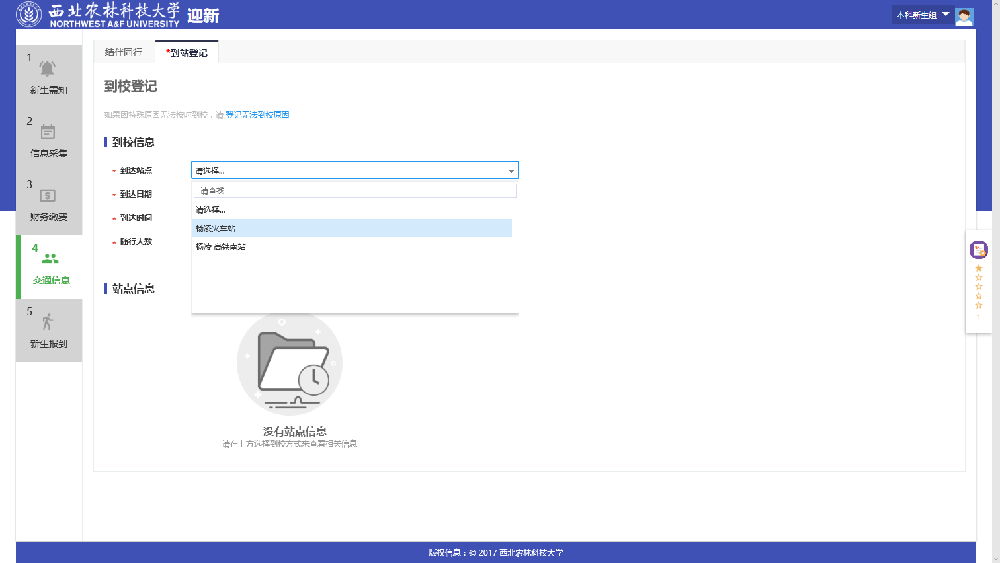 西北农林科技大学 迎新
NORTHWEST A&F UNIVERSITY
本科新生组
1
新生需知
2
信息采集
3
财务缴费
4
交通信息
5
新生报到
结伴同行
*到站登记
到校登记
如果因特殊原因无法按时到校，请 登记无法到校原因
到校信息
* 到达站点
请选择...
* 到达日期
请查找
请选择...
* 到达时间
杨凌火车站
* 随行人数
杨凌 高铁南站
站点信息
没有站点信息
请在上方选择到校方式来查看相关信息
1
版权信息：© 2017 西北农林科技大学